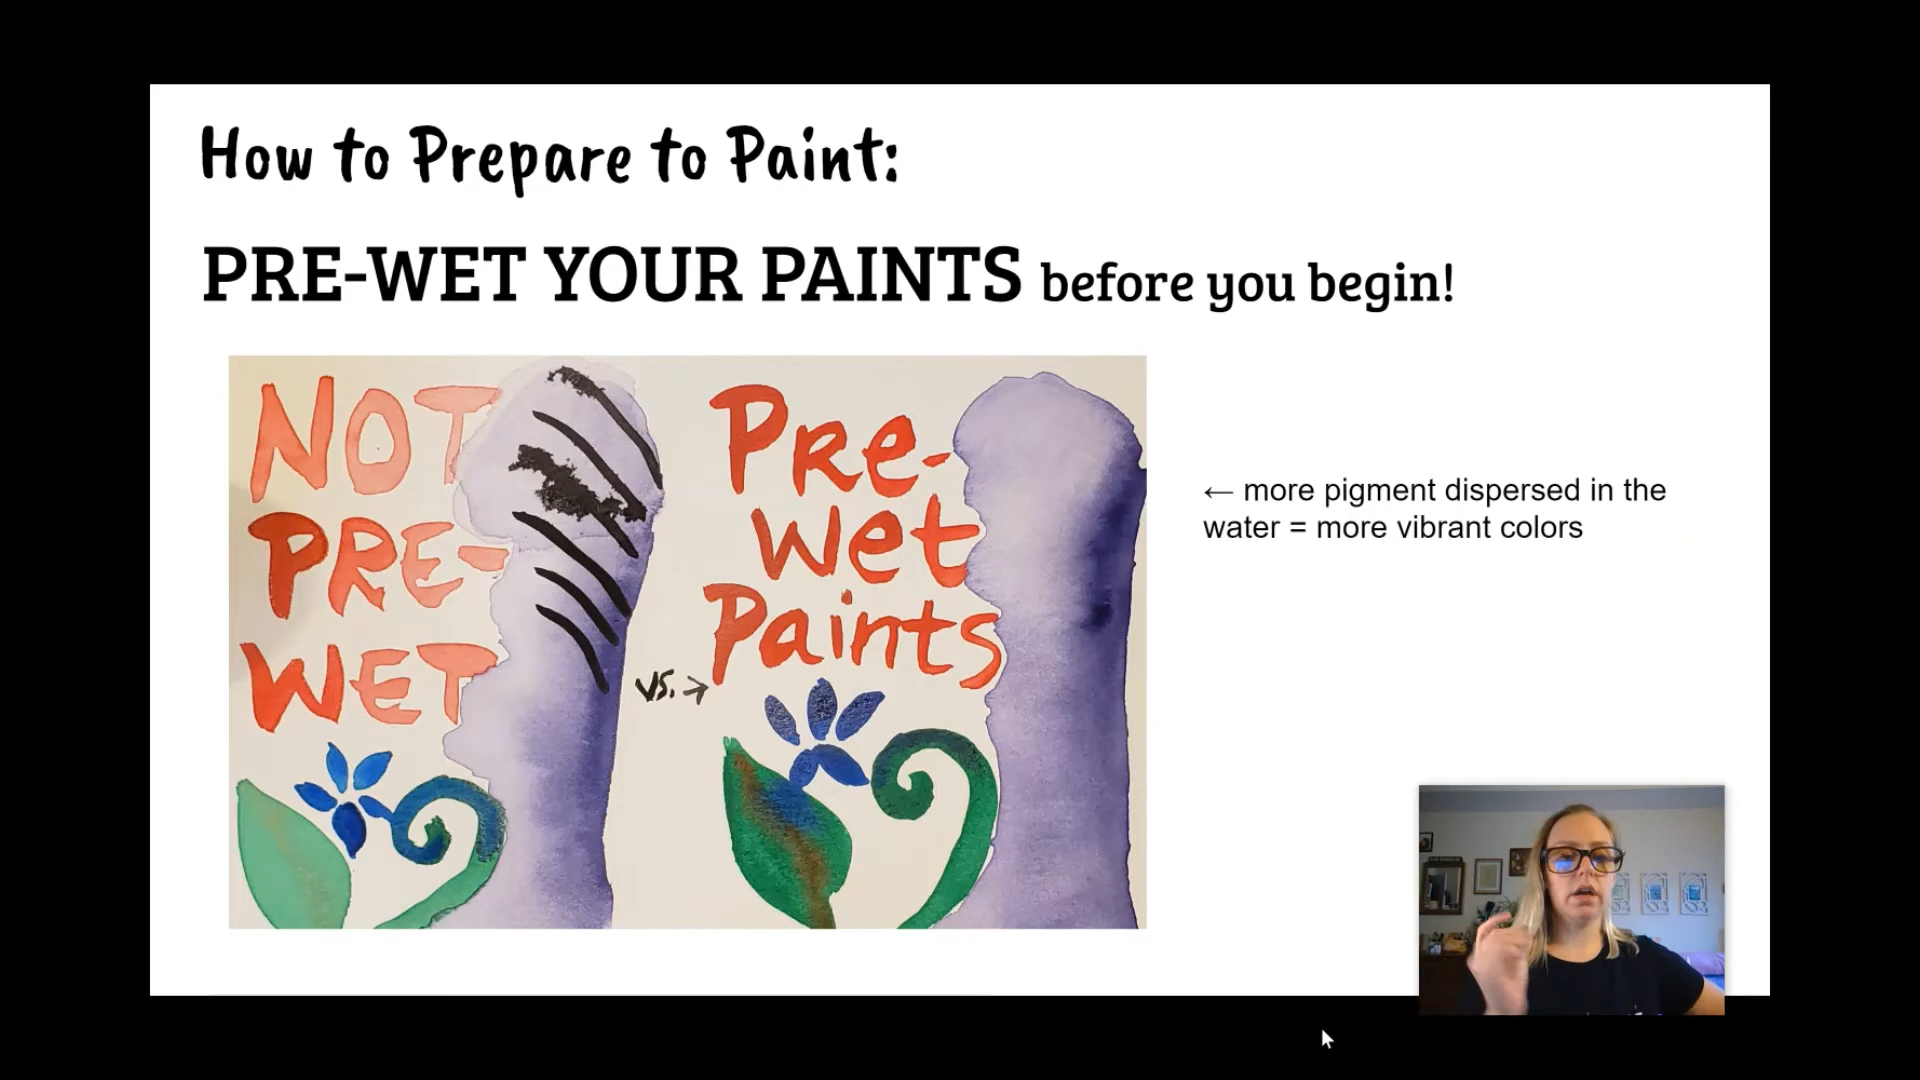 How to Prepare to Paint:
PRE-WET YOUR PAINTS before you begin!
NOT
PRE-
WET
vs. →
Pre-
wet
Paints
← more pigment dispersed in the
water = more vibrant colors